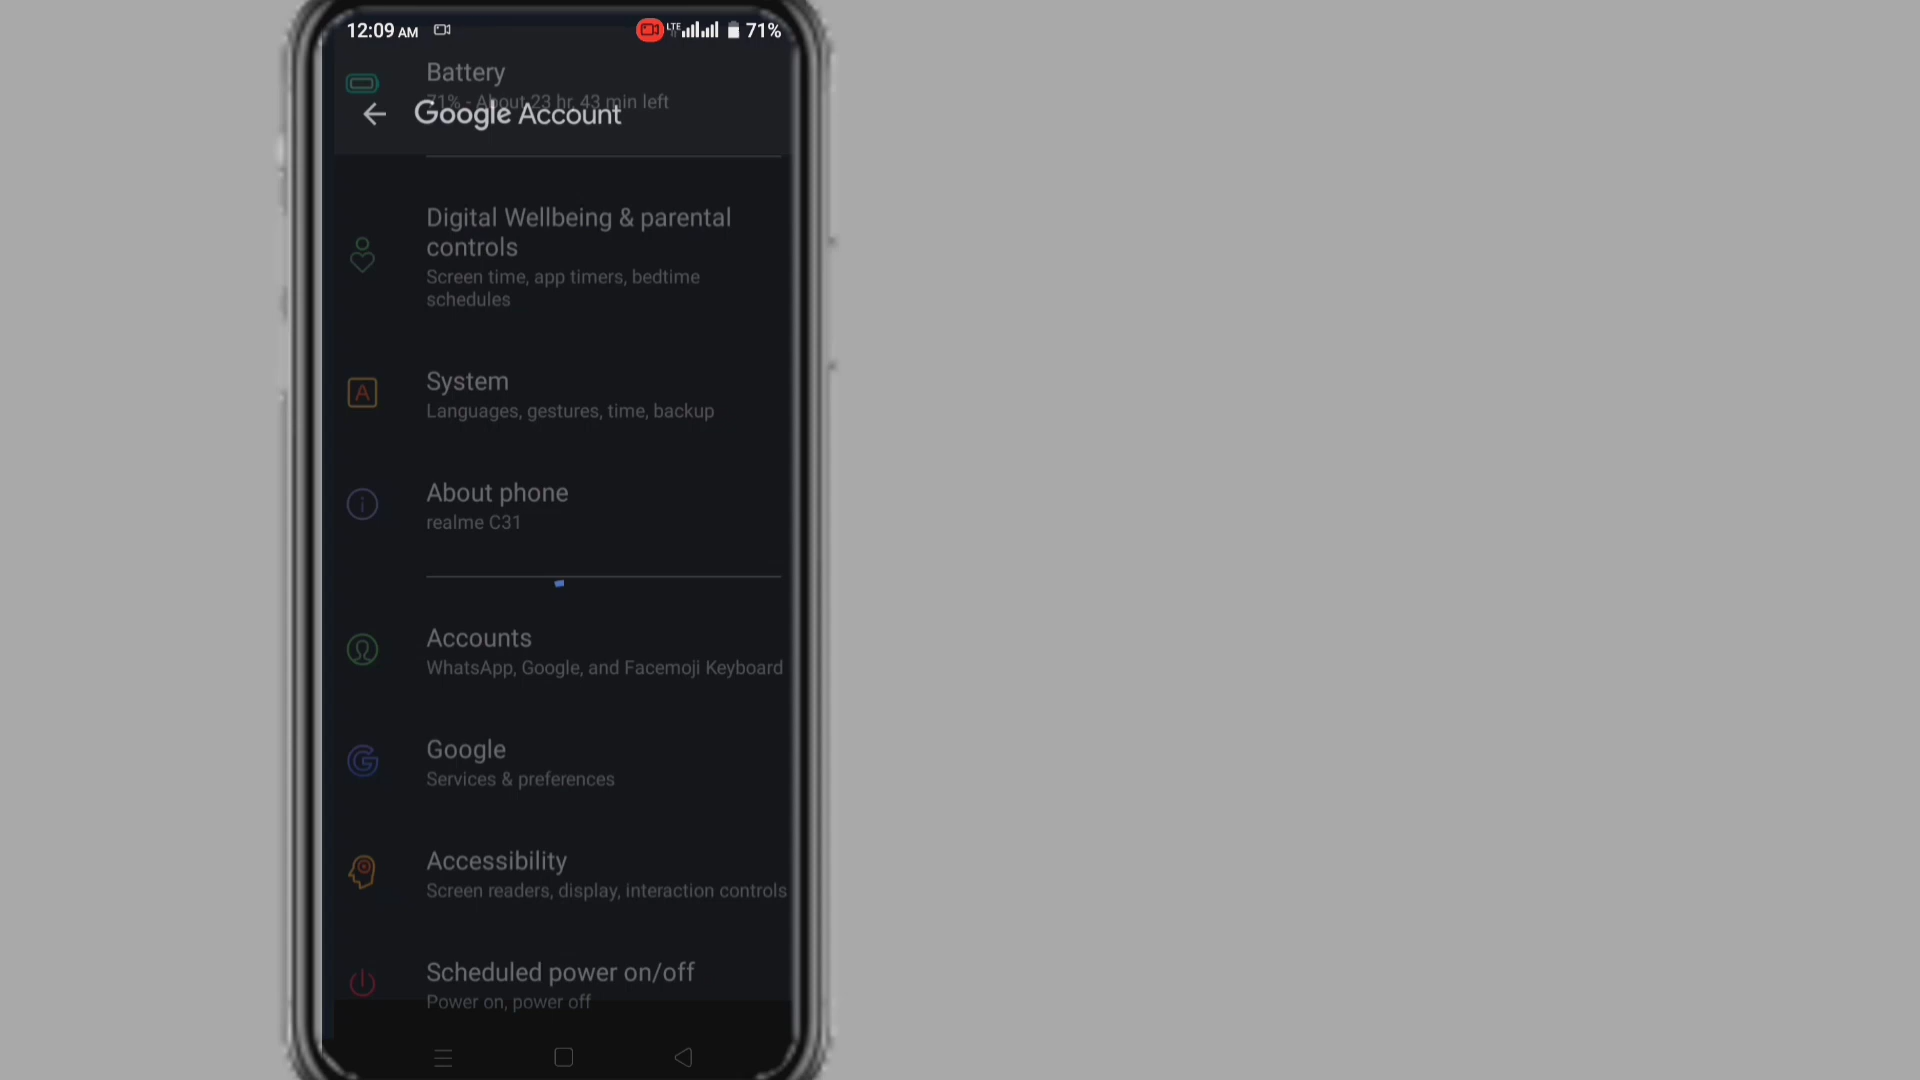 12:09 AM
LTE
71%
Battery
71% - About 23 hr, 43 min left
Google Account
Digital Wellbeing & parental
controls
Screen time, app timers, bedtime
schedules
A
System
Languages, gestures, time, backup
About phone
realme C31
Accounts
WhatsApp, Google, and Facemoji Keyboard
Google
Services & preferences
Accessibility
Screen readers, display, interaction controls
Scheduled power on/off
Power on, power off